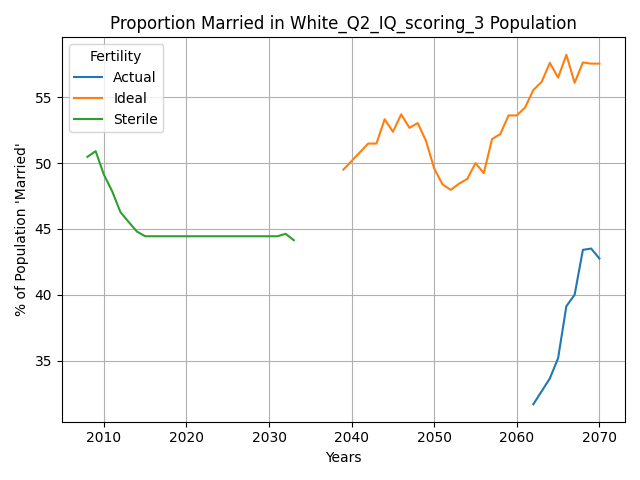 Proportion Married in White_Q2_IQ_scoring_3 Population
Fertility
Actual
Ideal
Sterile
% of Population 'Married'
55
50
45
40
35
2010 2020 2030 2040 2050 2060 2070
Years